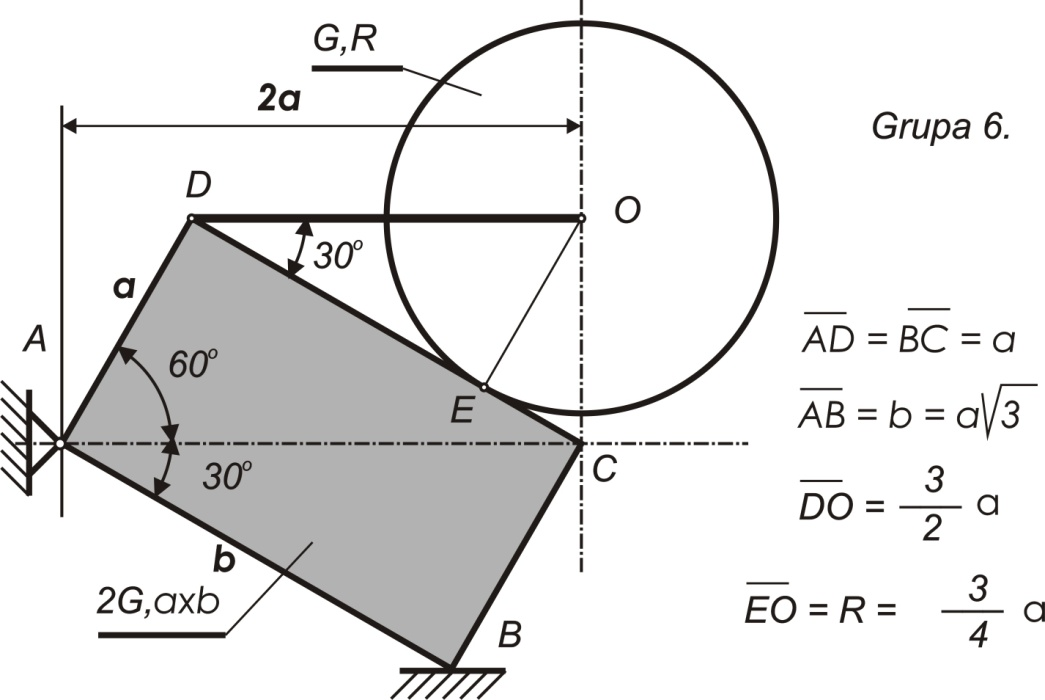 G,R
2a
Grupa 6.
D
O
30°
a
A
60°
AD = BC = a
E
AB = b = a√3
C
30°
DO = 3/2 a
b
2G,axb
EO = R = 3/4 a
B